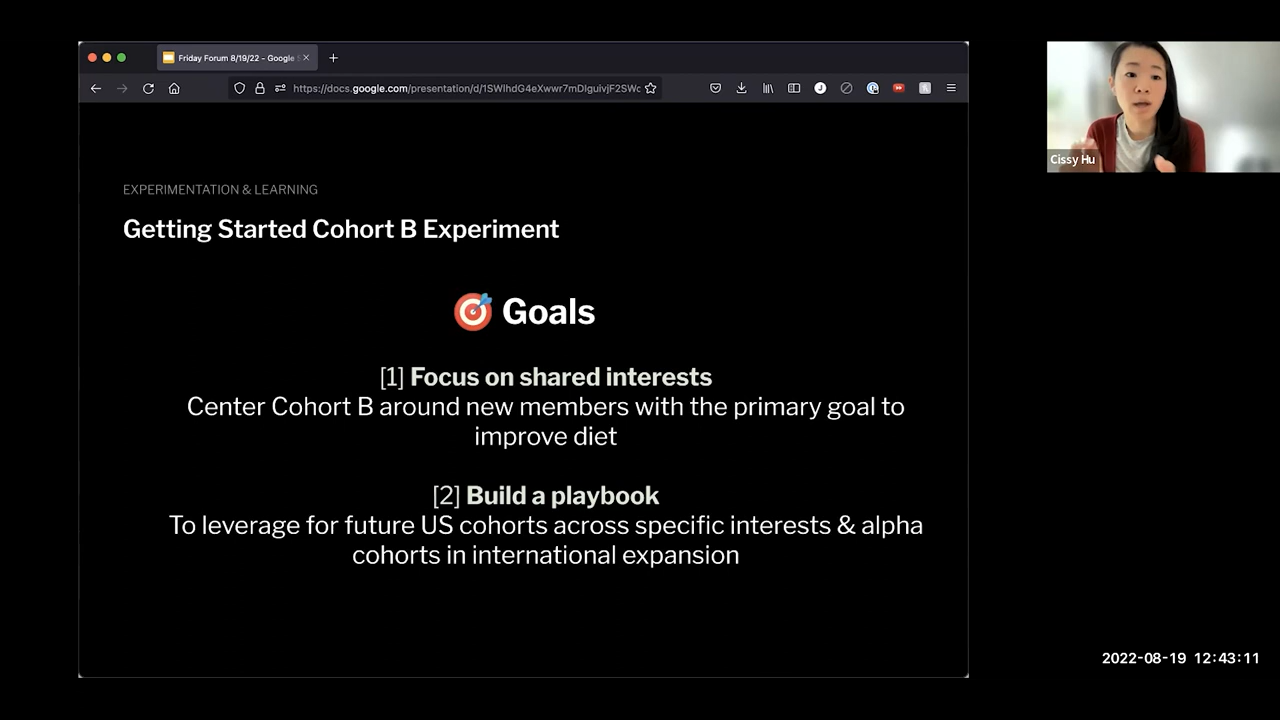 Friday Forum 8/19/22 - Google
https://docs.google.com/presentation/d/1SWlhdG4eXwwr7mDlguivjF2SWc
EXPERIMENTATION & LEARNING
Getting Started Cohort B Experiment
Goals
[1] Focus on shared interests
Center Cohort B around new members with the primary goal to
improve diet
[2] Build a playbook
To leverage for future US cohorts across specific interests & alpha
cohorts in international expansion
Cissy Hu
2022-08-19 12:43:11